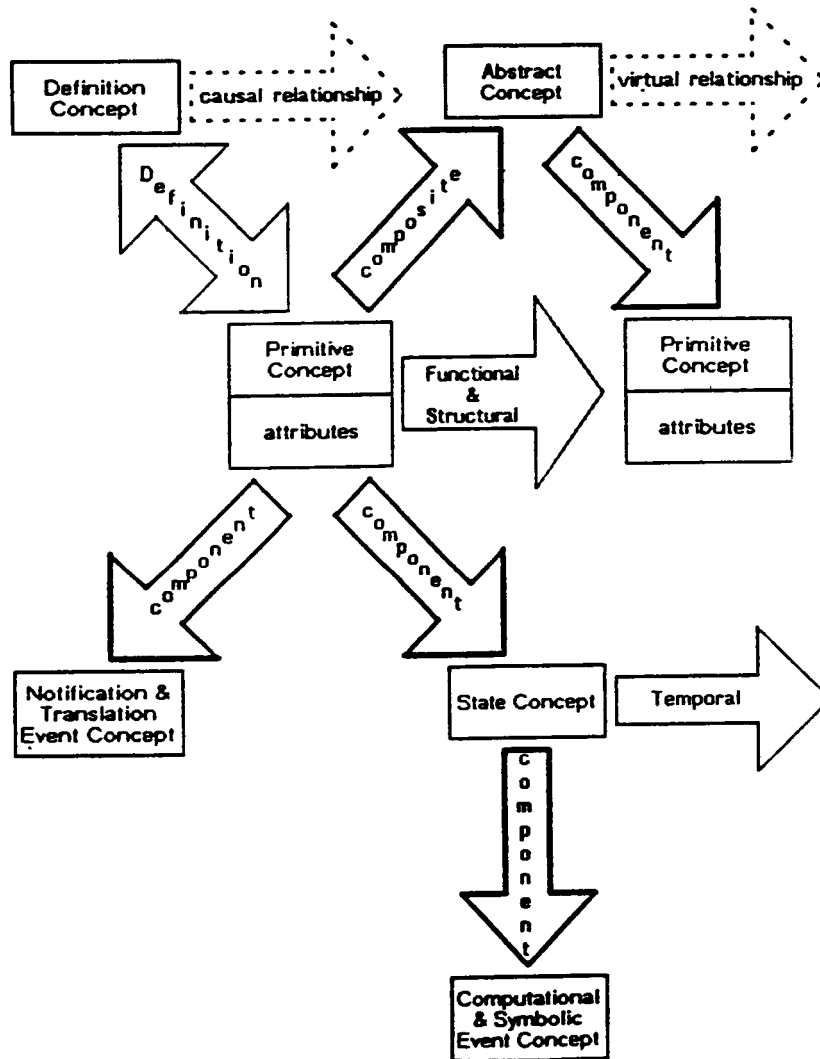 Definition
Concept
causal relationship
Abstract
Concept
virtual relationship
Definition
composite
component
Primitive
Concept
attributes
Functional
&
Structural
Primitive
Concept
attributes
component
component
Notification &
Translation
Event Concept
State Concept
Temporal
component
Computational
& Symbolic
Event Concept